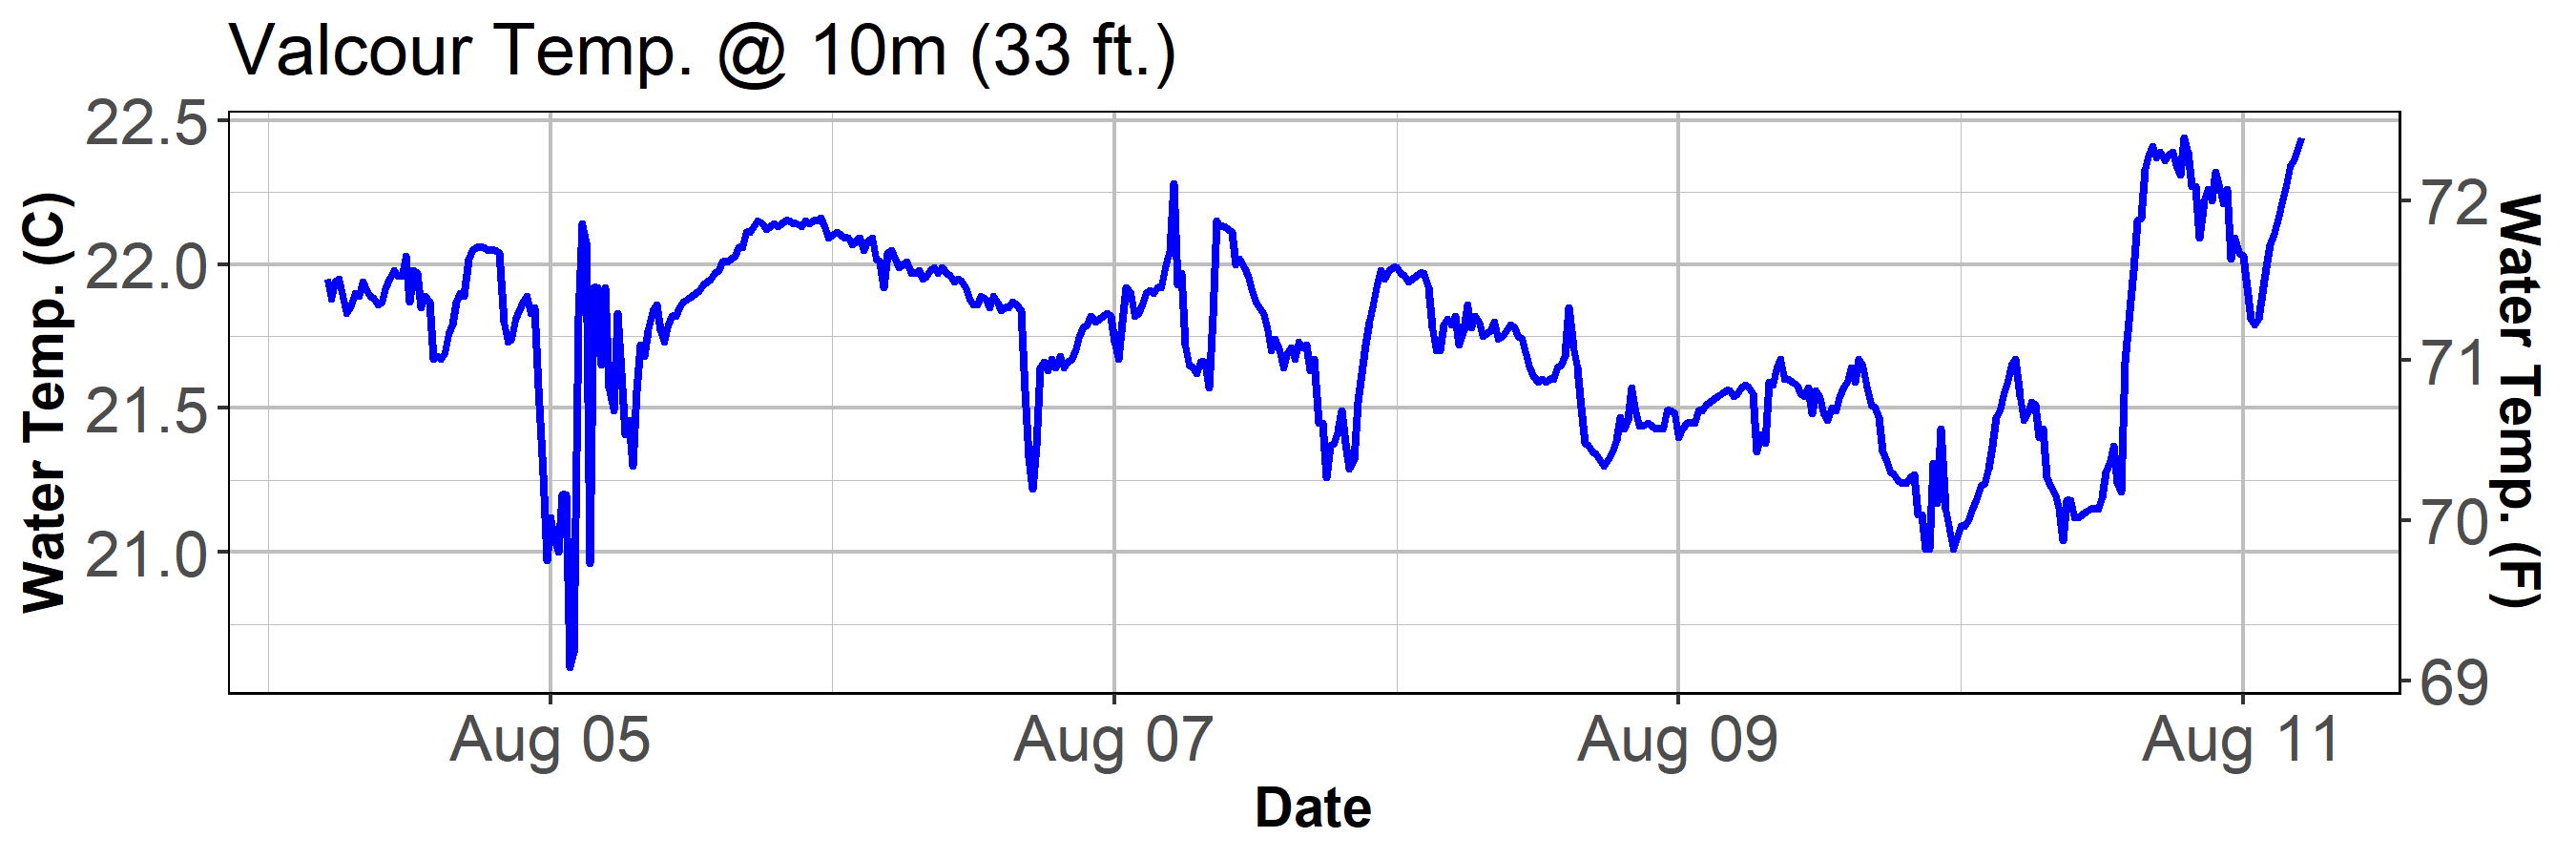 Valcour Temp. @ 10m (33 ft.)
Water Temp. (C)
22.5
22.0
21.5
21.0
72
71
70
69
Water Temp. (F)
Aug 05 Aug 07 Aug 09 Aug 11
Date